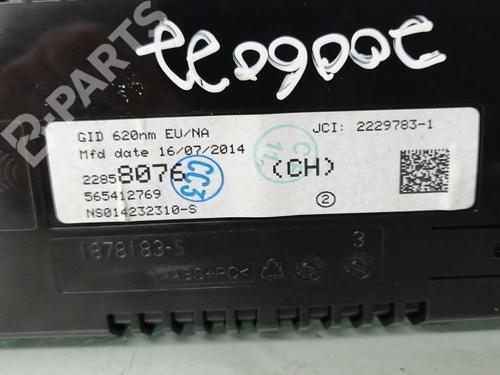 B-PARTS
GID 620nm EU/NA
JCI: 2229783-1
Mfd date 16/07/2014
22858076
(CH)
565412769
CC3
NS014232310-S
2
1878183-5
3
>ABS+PC<